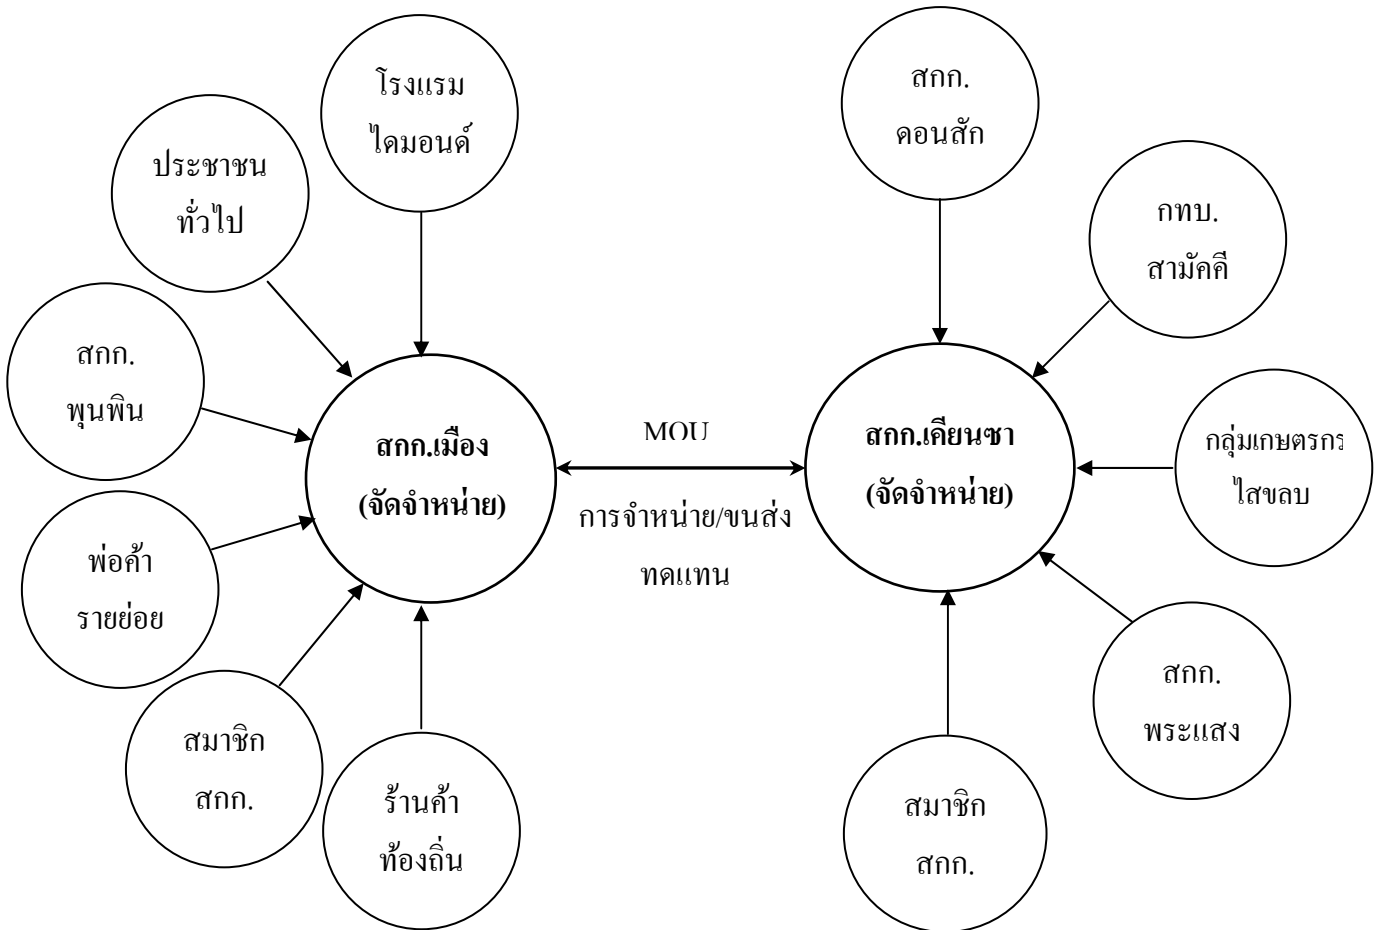 โรงแรม
ไดมอนด์
สกก.
ดอนสัก
ประชาชน
ทั่วไป
กทบ.
สามัคคี
สกก.
พุนพิน
สกก.เมือง
(จัดจำหน่าย)
MOU
การจำหน่าย/ขนส่ง
ทดแทน
สกก.เคียนซา
(จัดจำหน่าย)
กลุ่มเกษตรกร
ไสขลบ
พ่อค้า
รายย่อย
สกก.
พระแสง
สมาชิก
สกก.
ร้านค้า
ท้องถิ่น
สมาชิก
สกก.